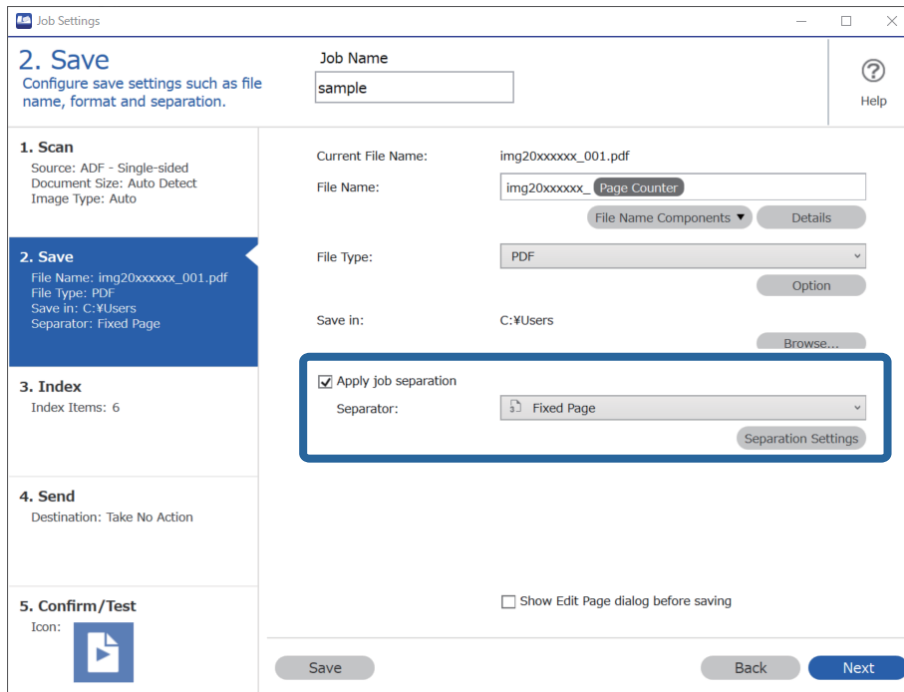 Job Settings
2. Save
Configure save settings such as file
name, format and separation.
Job Name
sample
Help
1. Scan
Source: ADF - Single-sided
Document Size: Auto Detect
Image Type: Auto
2. Save
File Name: img20xxxxxx_001.pdf
File Type: PDF
Save in: C:¥Users
Separator: Fixed Page
3. Index
Index Items: 6
4. Send
Destination: Take No Action
5. Confirm/Test
Icon:
Current File Name: img20xxxxxx_001.pdf
File Name: img20xxxxxx_ Page Counter
File Name Components ▼ Details
File Type: PDF
Option
Save in: C:¥Users
Browse...
Apply job separation
Separator: Fixed Page
Separation Settings
Show Edit Page dialog before saving
Save Back Next